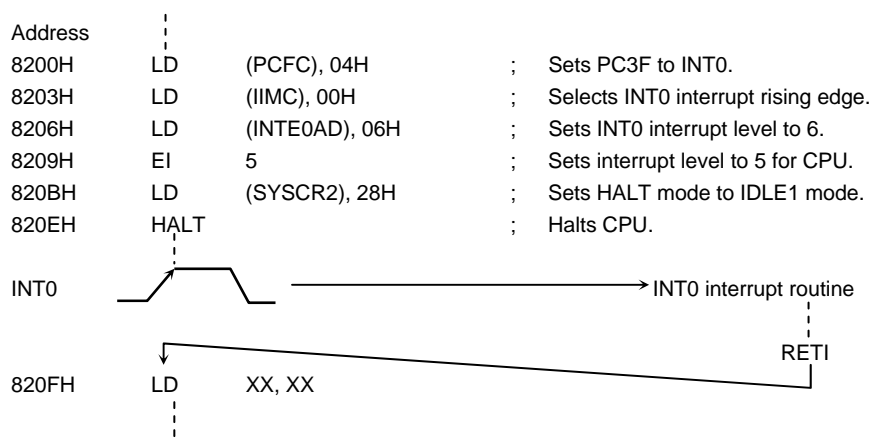 Address
8200H LD (PCFC), 04H ; Sets PC3F to INT0.
8203H LD (IIMC), 00H ; Selects INT0 interrupt rising edge.
8206H LD (INTE0AD), 06H ; Sets INT0 interrupt level to 6.
8209H EI 5 ; Sets interrupt level to 5 for CPU.
820BH LD (SYSCR2), 28H ; Sets HALT mode to IDLE1 mode.
820EH HALT ; Halts CPU.
INT0 INT0 interrupt routine
RETI
820FH LD XX, XX